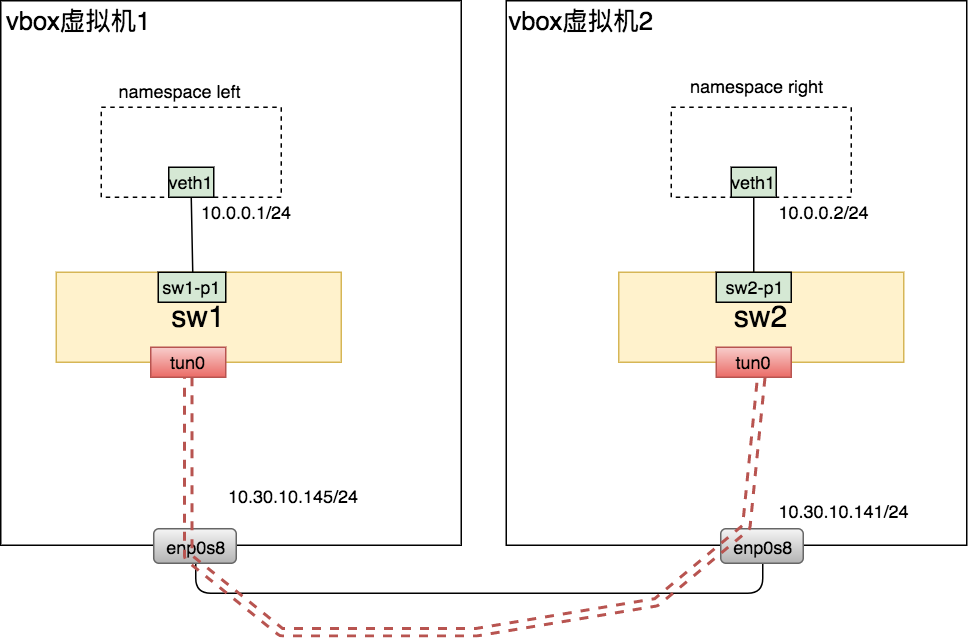 vbox虚拟机1
namespace left
veth1
10.0.0.1/24
sw1-p1
sw1
tun0
10.30.10.145/24
enp0s8
vbox虚拟机2
namespace right
veth1
10.0.0.2/24
sw2-p1
sw2
tun0
10.30.10.141/24
enp0s8